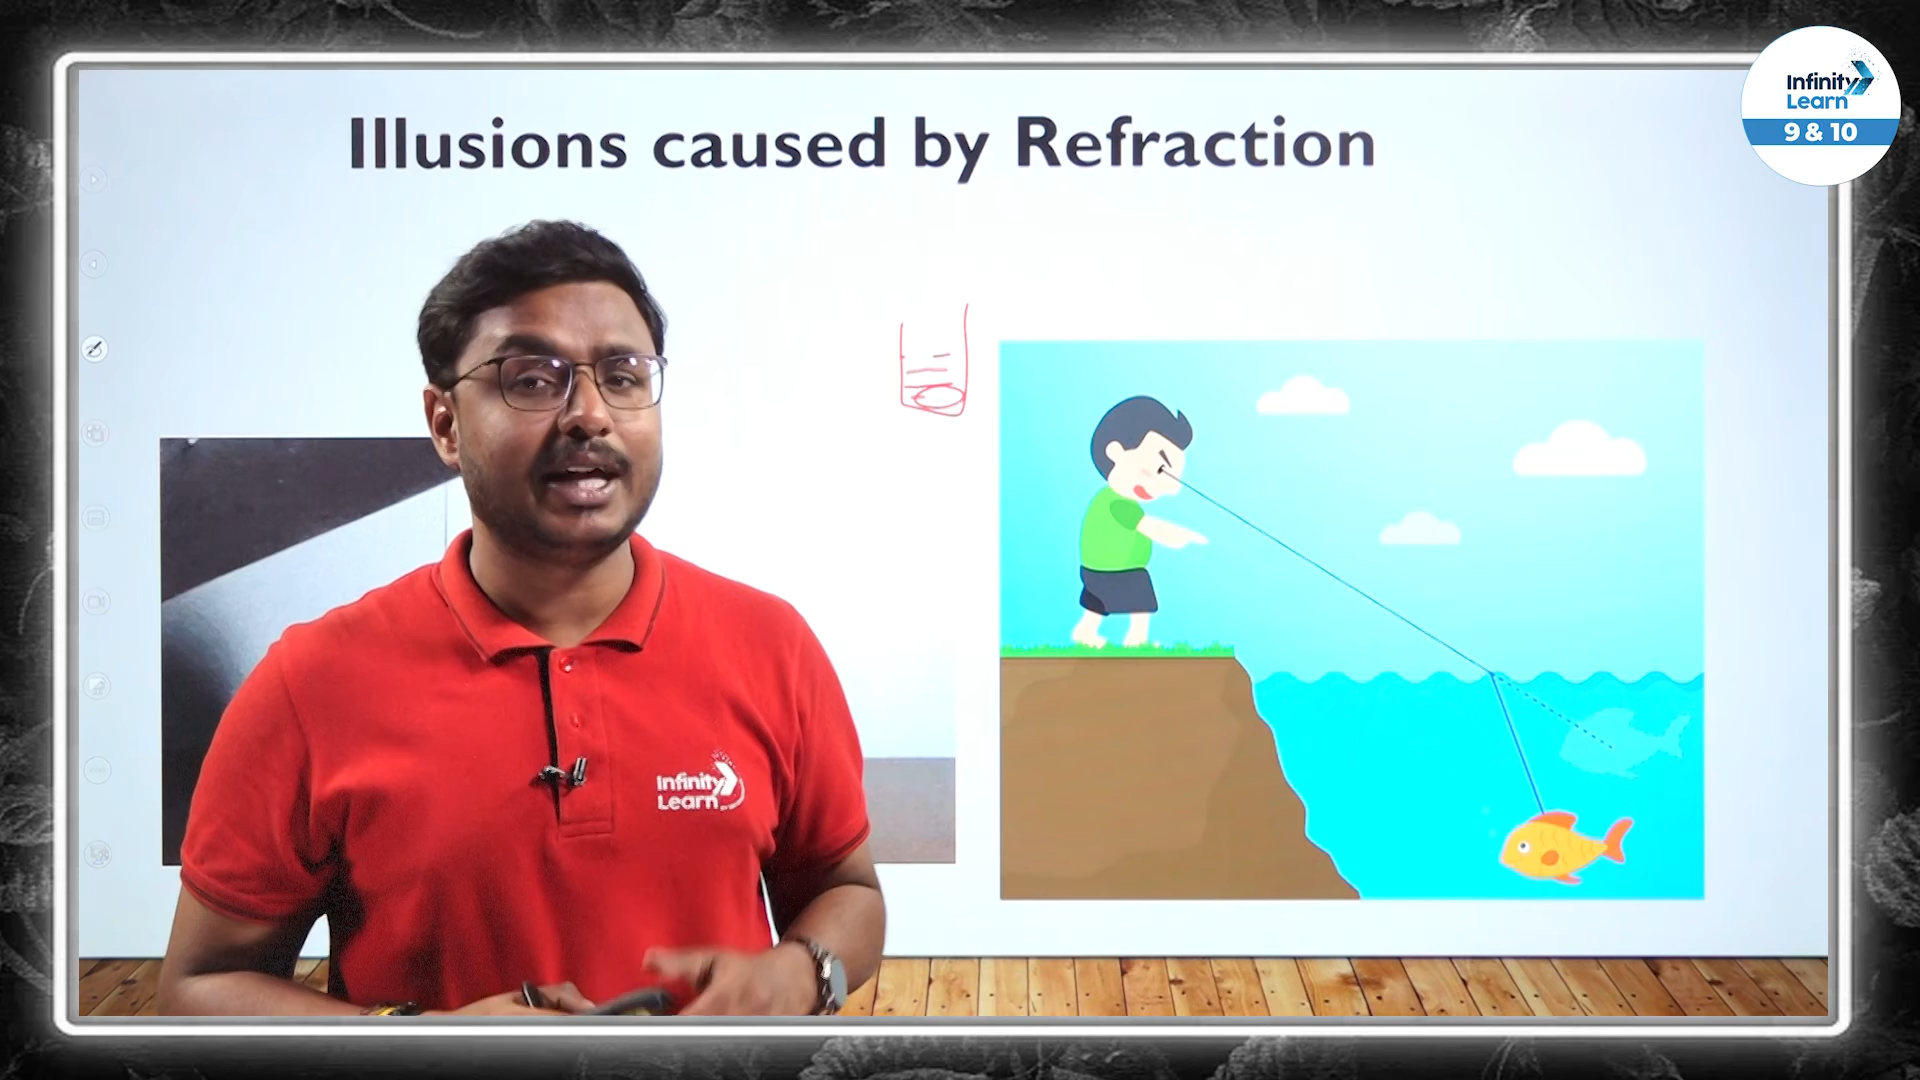 Illusions caused by Refraction
Infinity
Learn
9 & 10
Infinity
Learn